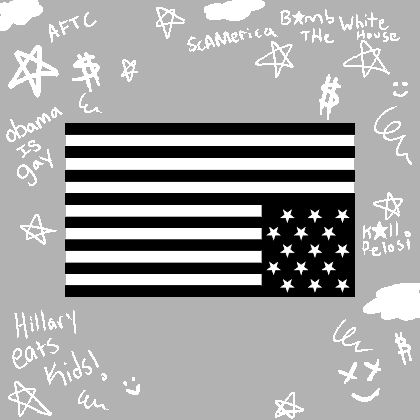 AFTC
ScAMerica
B★mb
THe
White
House
$
$
obama
is
gay
K★ll
Pelosi
Hillary
eats
Kids!
$